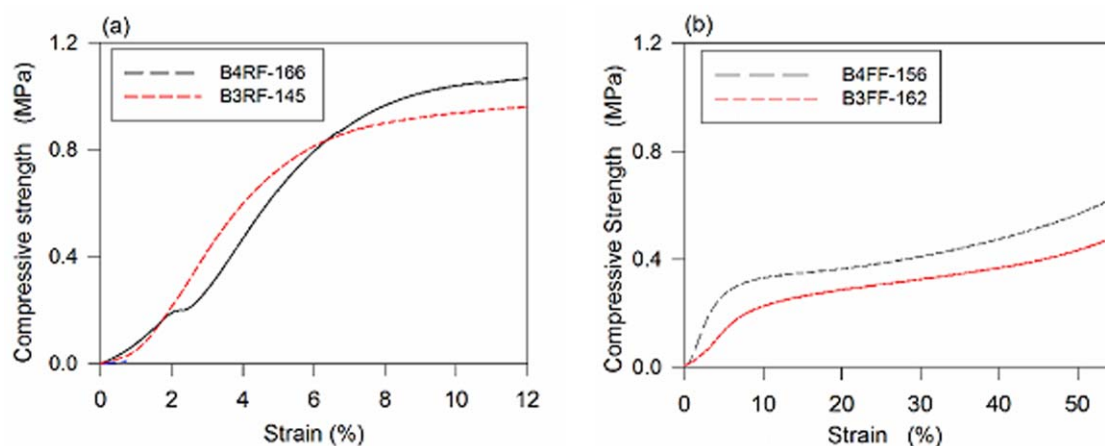 (a)
1.2
0.8
0.4
0.0
Compressive strength (MPa)
B4RF-166
B3RF-145
0 2 4 6 8 10 12
Strain (%)
(b)
1.2
0.8
0.4
0.0
Compressive Strength (MPa)
B4FF-156
B3FF-162
0 10 20 30 40 50
Strain (%)